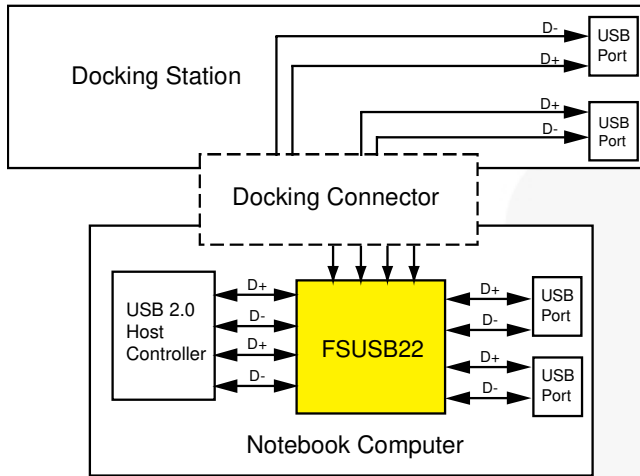 D-
USB
Port
D+
Docking Station
D+
USB
Port
D-
Docking Connector
USB 2.0
Host
Controller
D+
D-
D+
D-
FSUSB22
D+
D-
USB
Port
D+
D-
USB
Port
Notebook Computer